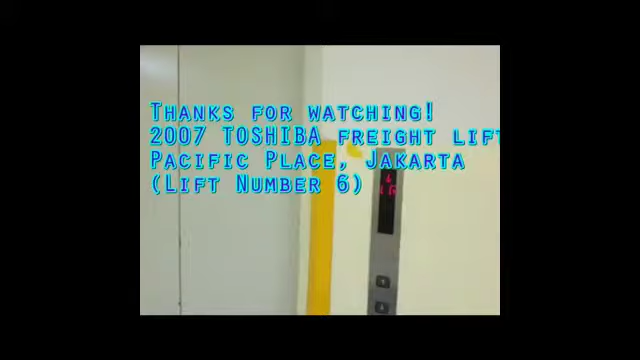 Thanks for watching!
2007 TOSHIBA freight lift
Pacific Place, Jakarta
(Lift Number 6)